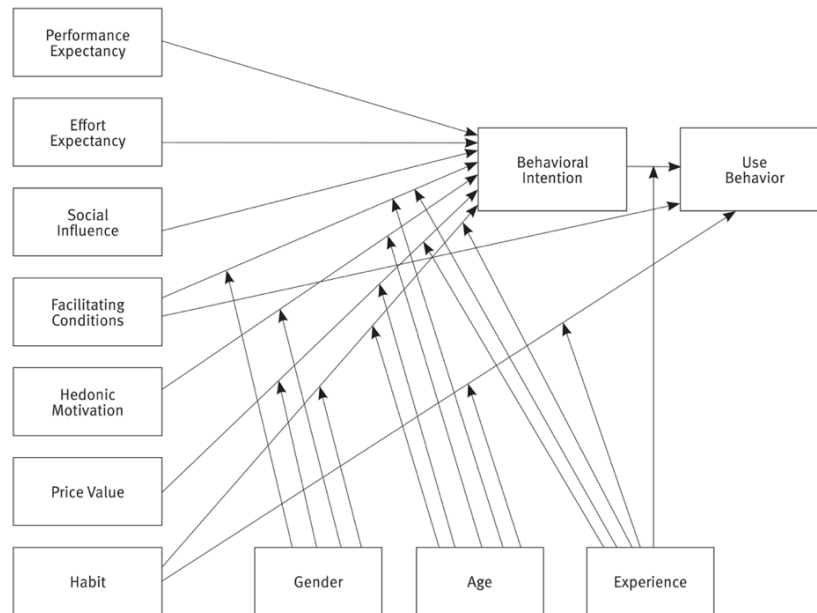 Performance
Expectancy
Effort
Expectancy
Behavioral
Intention
Use
Behavior
Social
Influence
Facilitating
Conditions
Hedonic
Motivation
Price Value
Habit
Gender
Age
Experience